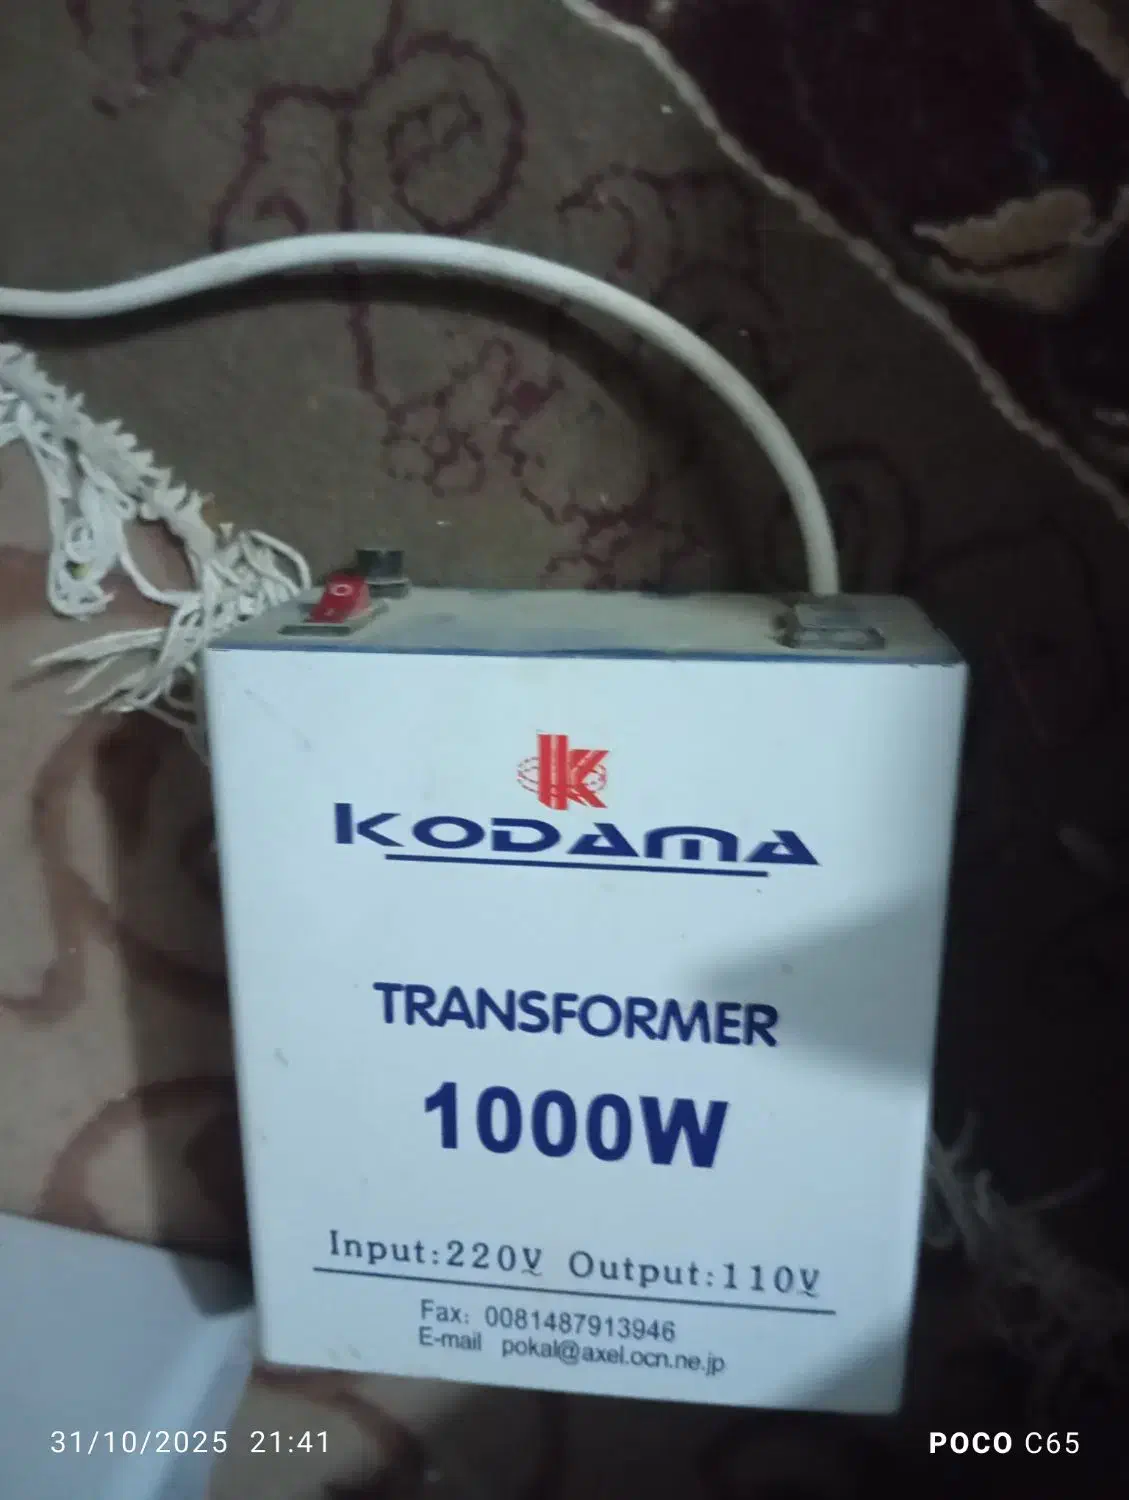 KODAMA
TRANSFORMER
1000W
Input:220V Output:110V
Fax: 0081487913946
E-mail pokal@axel.ocn.ne.jp
31/10/2025 21:41
POCO C65